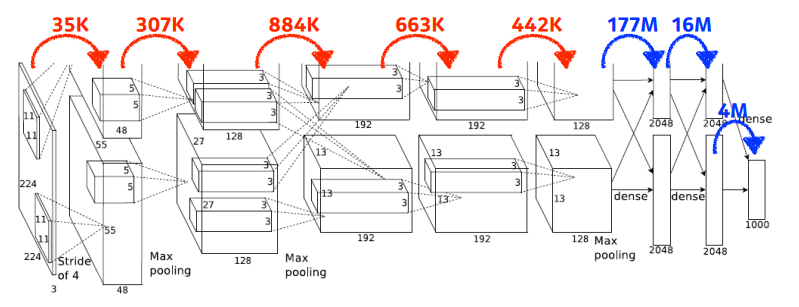 35K 307K 884K 663K 442K 177M 16M
4M
3 3 3
5 3
11 5 3 3
11 48 128 192 192 128 2048 2048 dense
55 27 13 13 13
5 3
224 5 3 3 3
13 3 3 13 3 13
11 27 3 dense dense
11 55 3
224 192 192 128 Max pooling 2048 2048 1000
Stride of 4
Max pooling
128
Max pooling
3 48